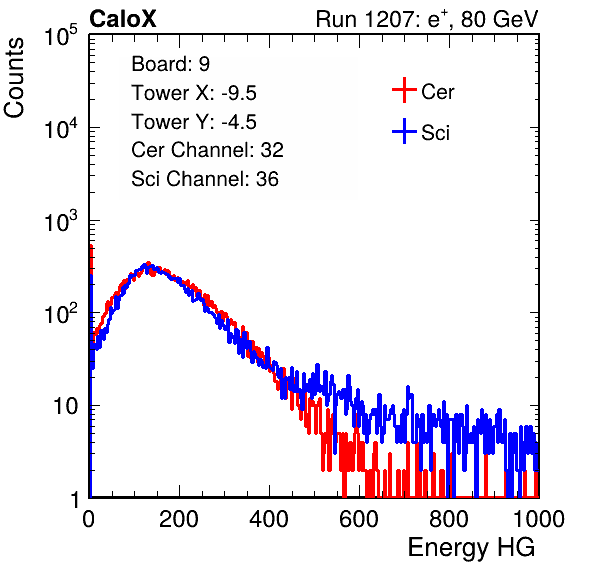 CaloX Run 1207: e⁺, 80 GeV
Counts
10⁵
10⁴
10³
10²
10
1
Board: 9
Tower X: -9.5
Tower Y: -4.5
Cer Channel: 32
Sci Channel: 36
Cer
Sci
0 200 400 600 800 1000
Energy HG